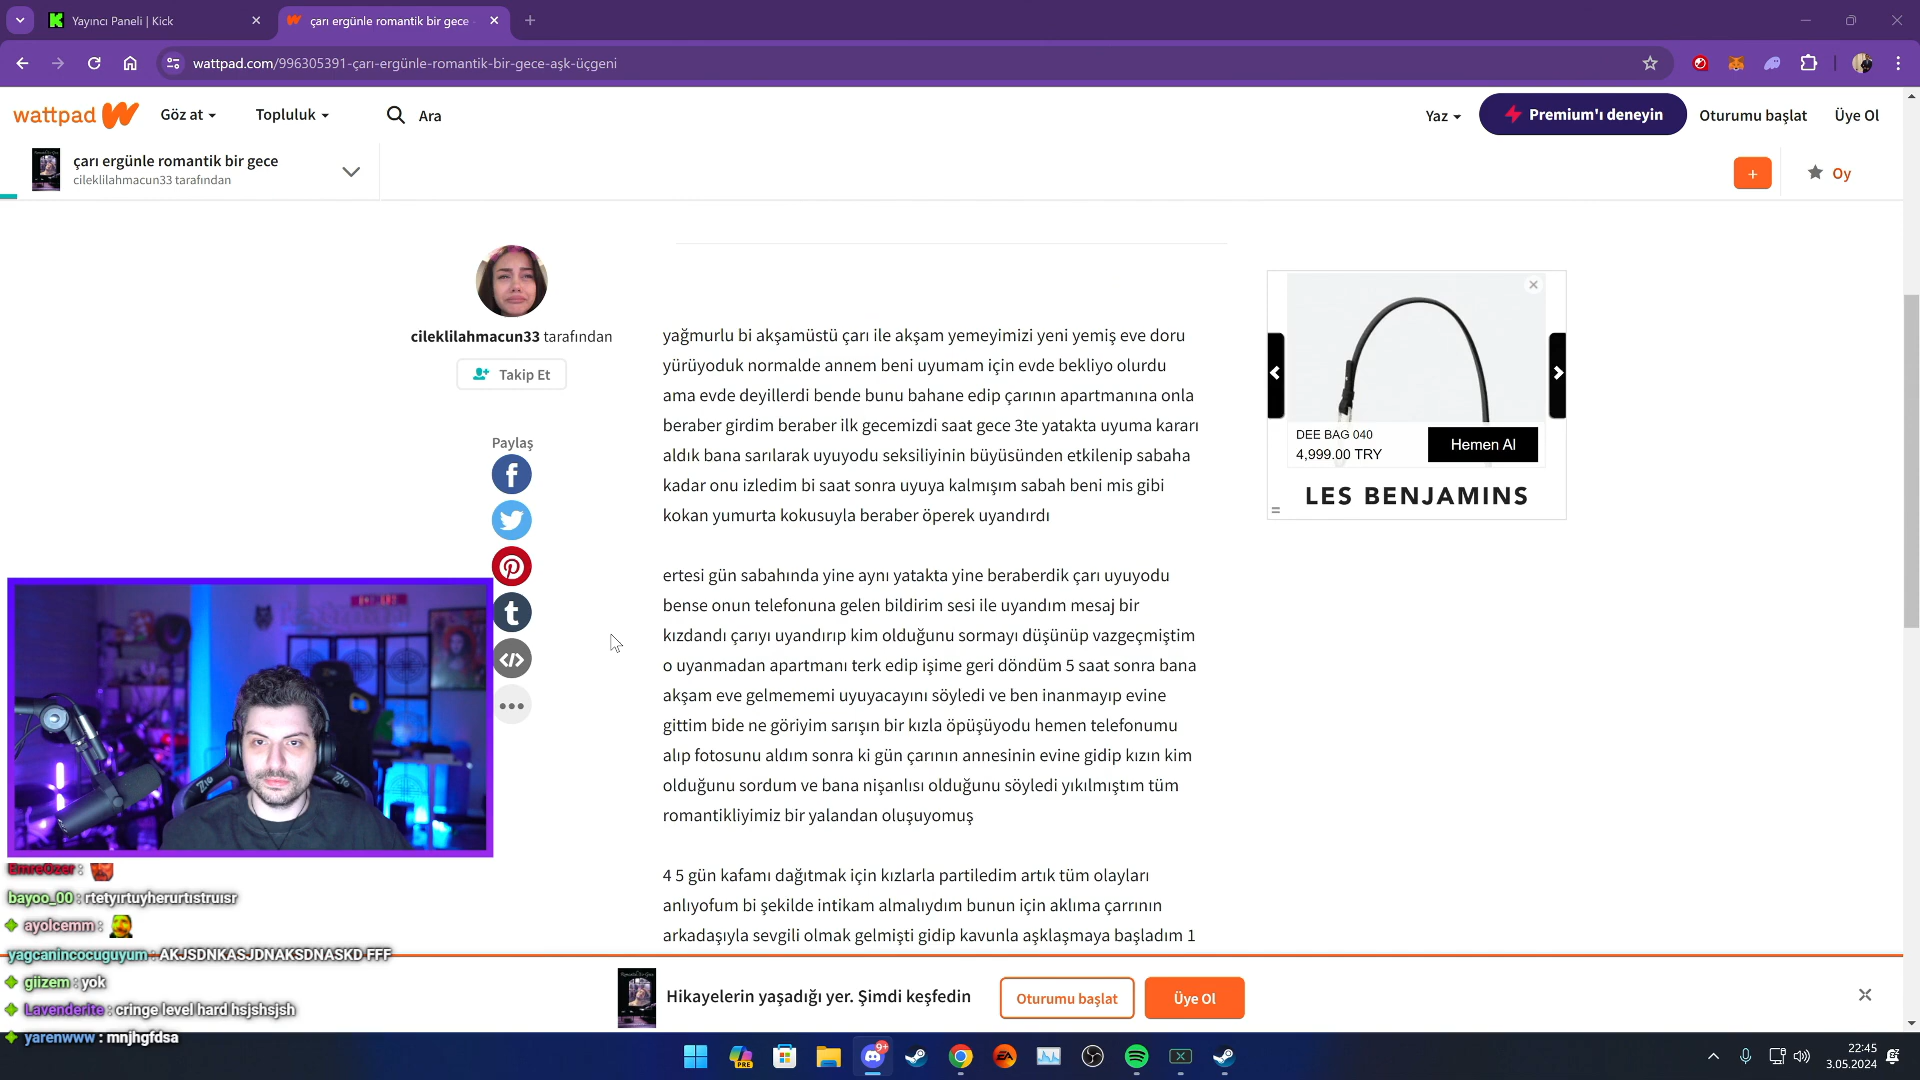 Yayıncı Paneli | Kick
çarı ergünle romantik bir gece
wattpad.com/996305391-çarı-ergünle-romantik-bir-gece-aşk-üçgeni
wattpad
Göz at
Topluluk
Ara
Yaz
Premium'ı deneyin
Oturumu başlat
Üye Ol
çarı ergünle romantik bir gece
cileklilahmacun33 tarafından
+
Oy
cileklilahmacun33 tarafından
Takip Et
Paylaş
yağmurlu bi akşamüstü çarı ile akşam yemeyimizi yeni yemiş eve doru
yürüyoduk normalde annem beni uyumam için evde bekliyo olurdu
ama evde deyillerdi bende bunu bahane edip çarının apartmanına onla
beraber girdim beraber ilk gecemizdi saat gece 3te yatakta uyuma kararı
aldık bana sarılarak uyuyodu seksiliyinin büyüsünden etkilenip sabaha
kadar onu izledim bi saat sonra uyuya kalmışım sabah beni mis gibi
kokan yumurta kokusuyla beraber öperek uyandırdı
ertesi gün sabahında yine aynı yatakta yine beraberdik çarı uyuyodu
bense onun telefonuna gelen bildirim sesi ile uyandım mesaj bir
kızdandı çarıyı uyandırıp kim olduğunu sormayı düşünüp vazgeçmiştim
o uyanmadan apartmanı terk edip işime geri döndüm 5 saat sonra bana
akşam eve gelmememi uyuyacayını söyledi ve ben inanmayıp evine
gittim bide ne göriyim sarışın bir kızla öpüşüyodu hemen telefonumu
alıp fotosunu aldım sonra ki gün çarının annesinin evine gidip kızın kim
olduğunu sordum ve bana nişanlısı olduğunu söyledi yıkılmıştım tüm
romantikliyimiz bir yalandan oluşuyomuş
4 5 gün kafamı dağıtmak için kızlarla partiledim artık tüm olayları
anlıyofum bi şekilde intikam almalıydım bunun için aklıma çarrının
arkadaşıyla sevgili olmak gelmişti gidip kavunla aşklaşmaya başladım 1
DEE BAG 040
4,999.00 TRY
Hemen Al
LES BENJAMINS
EmreOzer :
bayoo_00 : rtetyırtuyherurtıstruısr
ayolcemm :
yagcanincocuguyum : AKJSDNKASJDNAKSDNASKD FFF
giizem : yok
Lavenderite : cringe level hard hsjshsjsh
yarenwww : mnjhgfdsa
Hikayelerin yaşadığı yer. Şimdi keşfedin
Oturumu başlat
Üye Ol
PRE
9+
EA
22:45
3.05.2024